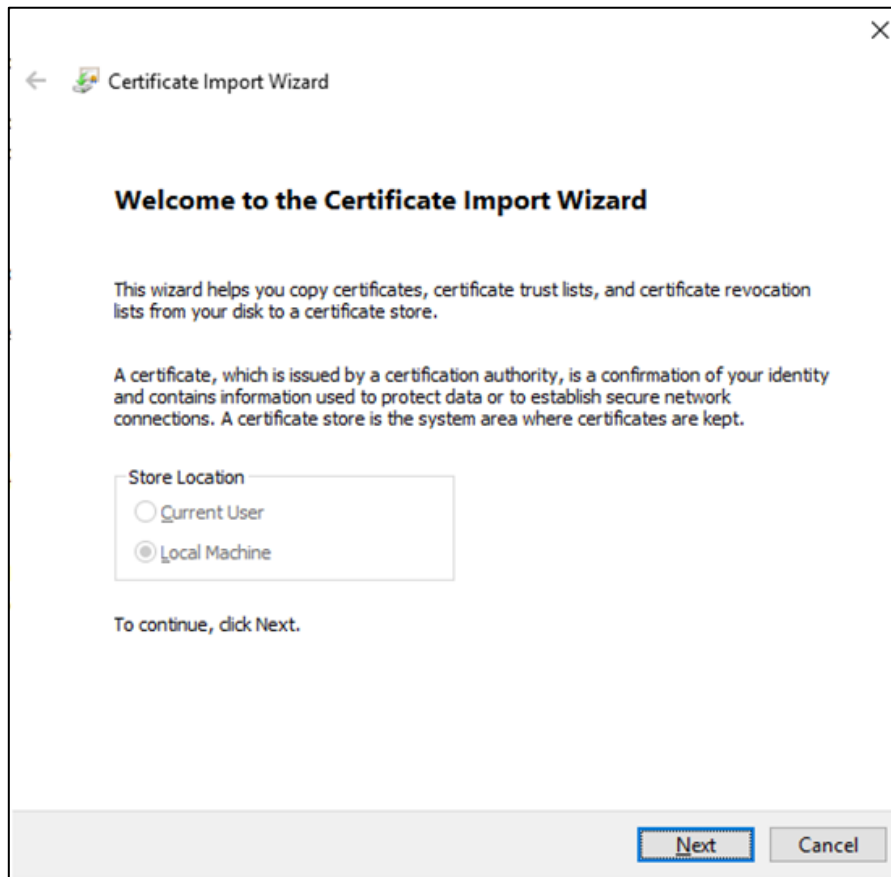 Certificate Import Wizard
Welcome to the Certificate Import Wizard
This wizard helps you copy certificates, certificate trust lists, and certificate revocation
lists from your disk to a certificate store.
A certificate, which is issued by a certification authority, is a confirmation of your identity
and contains information used to protect data or to establish secure network
connections. A certificate store is the system area where certificates are kept.
Store Location
Current User
Local Machine
To continue, click Next.
Next Cancel